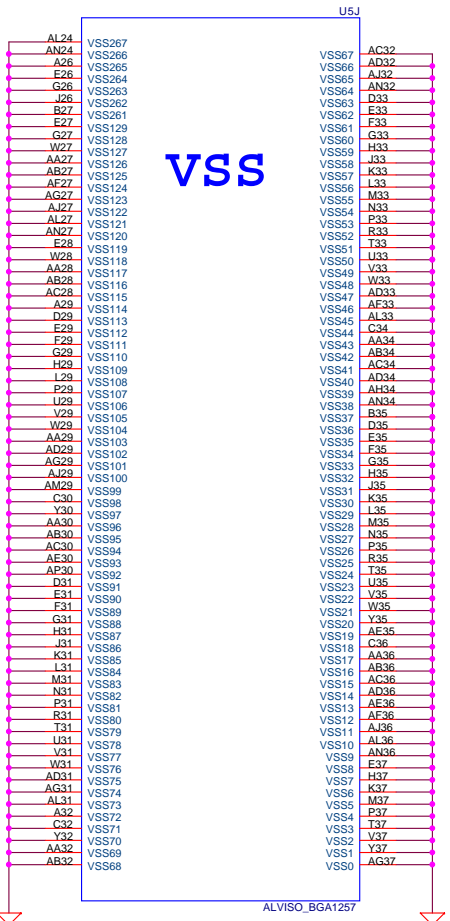 U5J
VSS
AL24 VSS267
AN24 VSS266
A26 VSS265
E26 VSS264
G26 VSS263
J26 VSS262
B27 VSS261
E27 VSS129
G27 VSS128
W27 VSS127
AA27 VSS126
AB27 VSS125
AF27 VSS124
AG27 VSS123
AJ27 VSS122
AL27 VSS121
AN27 VSS120
E28 VSS119
W28 VSS118
AA28 VSS117
AB28 VSS116
AC28 VSS115
A29 VSS114
D29 VSS113
E29 VSS112
F29 VSS111
G29 VSS110
H29 VSS109
L29 VSS108
P29 VSS107
U29 VSS106
V29 VSS105
W29 VSS104
AA29 VSS103
AD29 VSS102
AG29 VSS101
AJ29 VSS100
AM29 VSS99
C30 VSS98
Y30 VSS97
AA30 VSS96
AB30 VSS95
AC30 VSS94
AE30 VSS93
AP30 VSS92
D31 VSS91
E31 VSS90
F31 VSS89
G31 VSS88
H31 VSS87
J31 VSS86
K31 VSS85
L31 VSS84
M31 VSS83
N31 VSS82
P31 VSS81
R31 VSS80
T31 VSS79
U31 VSS78
V31 VSS77
W31 VSS76
AD31 VSS75
AG31 VSS74
AL31 VSS73
A32 VSS72
C32 VSS71
Y32 VSS70
AA32 VSS69
AB32 VSS68
VSS67 AC32
VSS66 AD32
VSS65 AJ32
VSS64 AN32
VSS63 D33
VSS62 E33
VSS61 F33
VSS60 G33
VSS59 H33
VSS58 J33
VSS57 K33
VSS56 L33
VSS55 M33
VSS54 N33
VSS53 P33
VSS52 R33
VSS51 T33
VSS50 U33
VSS49 V33
VSS48 W33
VSS47 AD33
VSS46 AF33
VSS45 AL33
VSS44 C34
VSS43 AA34
VSS42 AB34
VSS41 AC34
VSS40 AD34
VSS39 AH34
VSS38 AN34
VSS37 B35
VSS36 D35
VSS35 E35
VSS34 F35
VSS33 G35
VSS32 H35
VSS31 J35
VSS30 K35
VSS29 L35
VSS28 M35
VSS27 N35
VSS26 P35
VSS25 R35
VSS24 T35
VSS23 U35
VSS22 V35
VSS21 W35
VSS20 Y35
VSS19 AE35
VSS18 C36
VSS17 AA36
VSS16 AB36
VSS15 AC36
VSS14 AD36
VSS13 AE36
VSS12 AF36
VSS11 AJ36
VSS10 AL36
VSS9 AN36
VSS8 E37
VSS7 H37
VSS6 K37
VSS5 M37
VSS4 P37
VSS3 T37
VSS2 V37
VSS1 Y37
VSS0 AG37
ALVISO_BGA1257